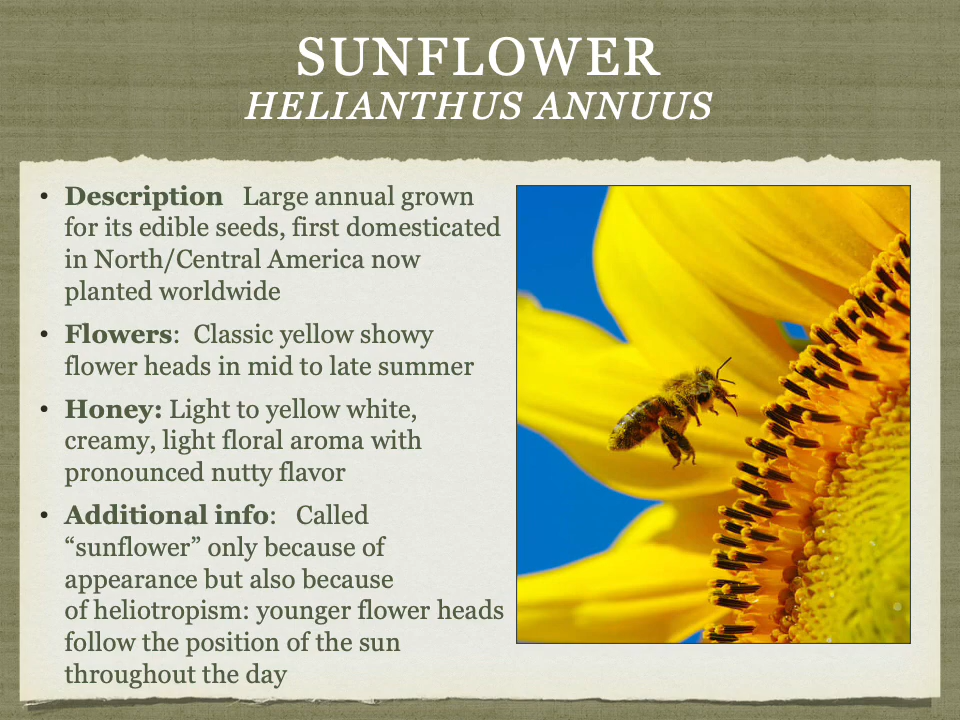 SUNFLOWER
HELIANTHUS ANNUUS
• Description   Large annual grown
for its edible seeds, first domesticated
in North/Central America now
planted worldwide
• Flowers:  Classic yellow showy
flower heads in mid to late summer
• Honey: Light to yellow white,
creamy, light floral aroma with
pronounced nutty flavor
• Additional info:   Called
“sunflower” only because of
appearance but also because
of heliotropism: younger flower heads
follow the position of the sun
throughout the day